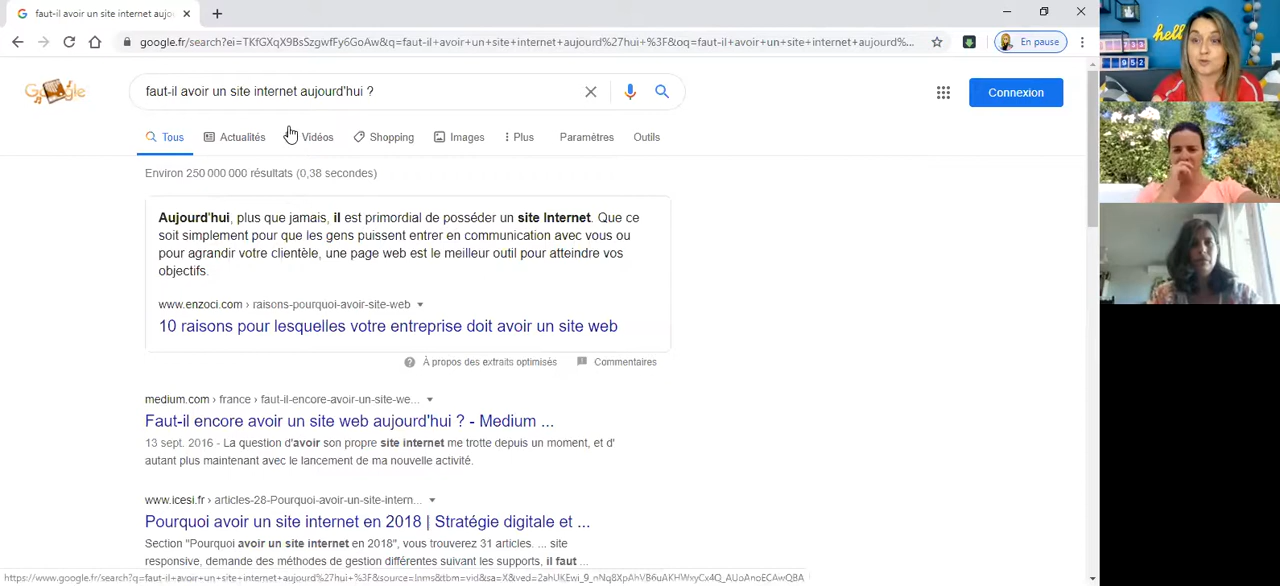 faut-il avoir un site internet aujou
google.fr/search?ei=TKfGXqX9BsSzgwfFy6GoAw&q=faut-il+avoir+un+site+internet+aujourd%27hui+%3F&oq=faut-il+avoir+un+site+internet+aujourd%27hui+%3F&gs_l...
En pause
hell
952
faut-il avoir un site internet aujourd'hui ?
Connexion
Tous
Actualités
Vidéos
Shopping
Images
Plus
Paramètres
Outils
Environ 250 000 000 résultats (0,38 secondes)
Aujourd'hui, plus que jamais, il est primordial de posséder un site Internet. Que ce
soit simplement pour que les gens puissent entrer en communication avec vous ou
pour agrandir votre clientèle, une page web est le meilleur outil pour atteindre vos
objectifs.
www.enzoci.com › raisons-pourquoi-avoir-site-web
10 raisons pour lesquelles votre entreprise doit avoir un site web
À propos des extraits optimisés
Commentaires
medium.com › france › faut-il-encore-avoir-un-site-we...
Faut-il encore avoir un site web aujourd'hui ? - Medium ...
13 sept. 2016 - La question d'avoir son propre site internet me trotte depuis un moment, et d'
autant plus maintenant avec le lancement de ma nouvelle activité.
www.icesi.fr › articles-28-Pourquoi-avoir-un-site-intern...
Pourquoi avoir un site internet en 2018 | Stratégie digitale et ...
Section "Pourquoi avoir un site internet en 2018", vous trouverez 31 articles. ... site
responsive, demande des méthodes de gestion différentes suivant les supports, il faut ...